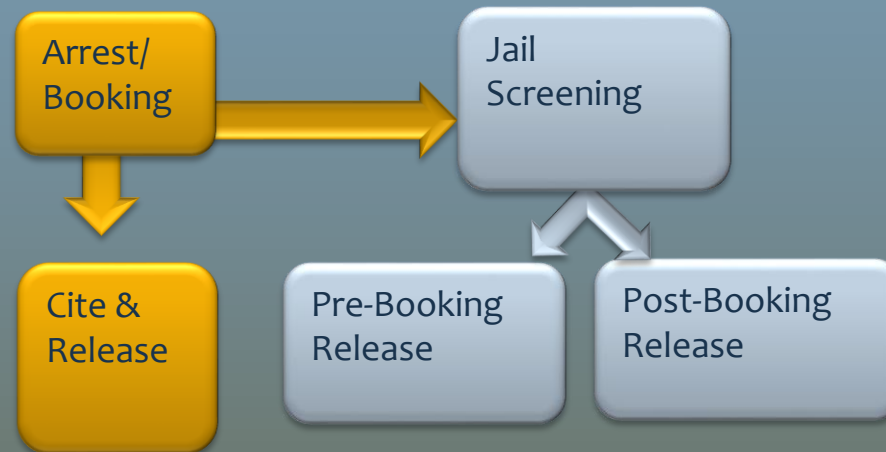 Arrest/
Booking
Jail
Screening
Cite &
Release
Pre-Booking
Release
Post-Booking
Release